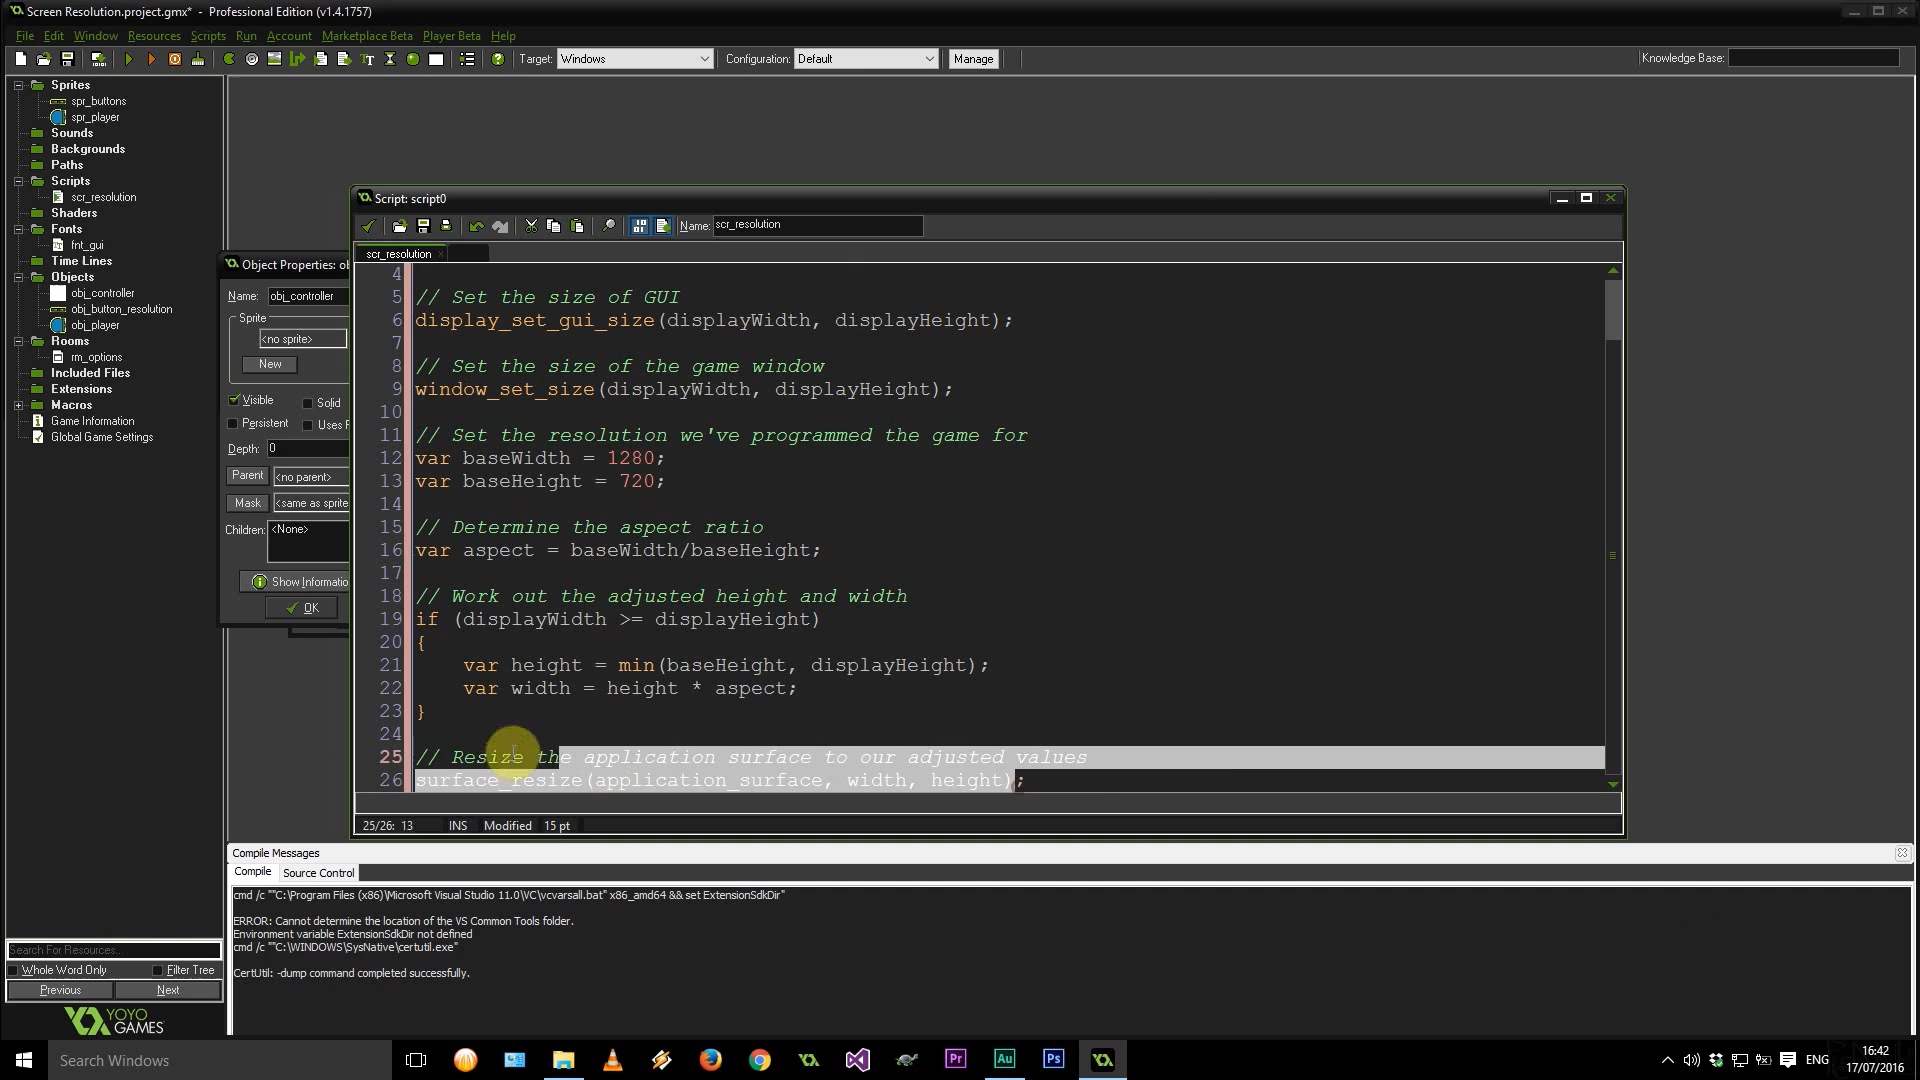 Screen Resolution.project.gmx* - Professional Edition (v1.4.1757)
File Edit Window Resources Scripts Run Account Marketplace Beta Player Beta Help
Target: Windows Configuration: Default Manage Knowledge Base:
Sprites
spr_buttons
spr_player
Sounds
Backgrounds
Paths
Scripts
scr_resolution
Shaders
Fonts
fnt_gui
Time Lines
Objects
obj_controller
obj_button_resolution
obj_player
Rooms
rm_options
Included Files
Extensions
Macros
Game Information
Global Game Settings
Search For Resources...
Whole Word Only Filter Tree
Previous Next
YOYO
GAMES
Object Properties: ob
Name: obj_controller
Sprite
<no sprite>
New
Visible Solid
Persistent Uses P
Depth: 0
Parent <no parent>
Mask <same as sprite
Children: <None>
Show Informatio
OK
Script: script0
Name: scr_resolution
scr_resolution
4
5 // Set the size of GUI
6 display_set_gui_size(displayWidth, displayHeight);
7
8 // Set the size of the game window
9 window_set_size(displayWidth, displayHeight);
10
11 // Set the resolution we've programmed the game for
12 var baseWidth = 1280;
13 var baseHeight = 720;
14
15 // Determine the aspect ratio
16 var aspect = baseWidth/baseHeight;
17
18 // Work out the adjusted height and width
19 if (displayWidth >= displayHeight)
20 {
21 var height = min(baseHeight, displayHeight);
22 var width = height * aspect;
23 }
24
25 // Resize the application surface to our adjusted values
26 surface_resize(application_surface, width, height);
25/26: 13 INS Modified 15 pt
Compile Messages
Compile Source Control
cmd /c ""C:\Program Files (x86)\Microsoft Visual Studio 11.0\VC\vcvarsall.bat" x86_amd64 && set ExtensionSdkDir"
ERROR: Cannot determine the location of the VS Common Tools folder.
Environment variable ExtensionSdkDir not defined
cmd /c ""C:\WINDOWS\SysNative\certutil.exe"
CertUtil: -dump command completed successfully.
Search Windows
Pr Au Ps
ENG
16:42
17/07/2016